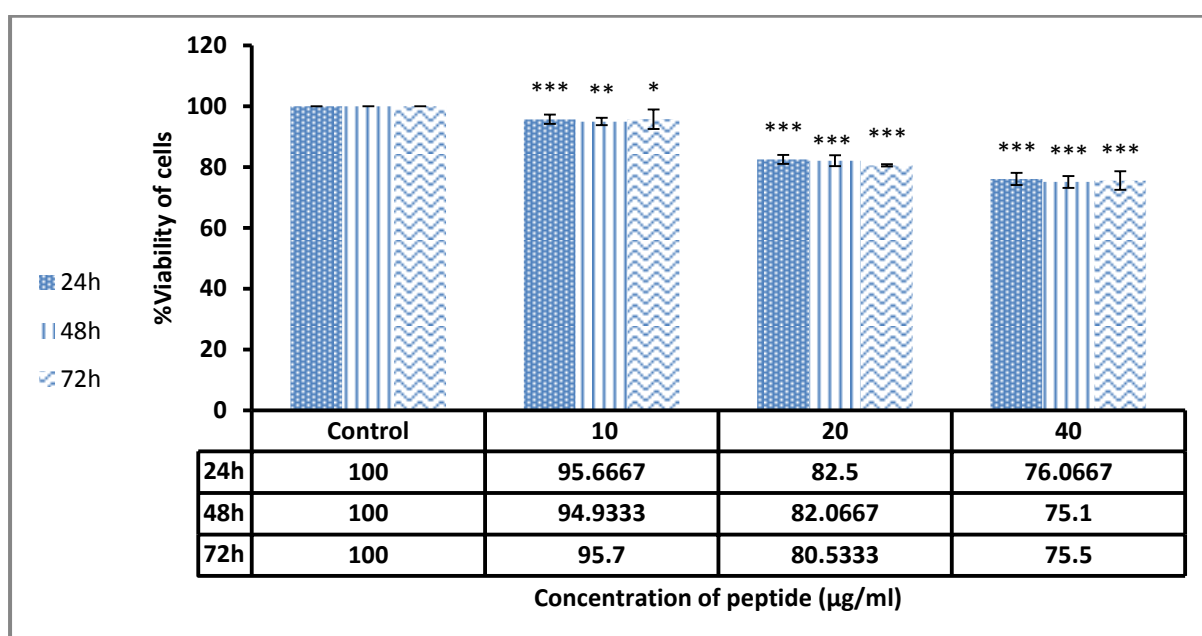 120
100
80
60
40
20
0
%Viability of cells
*** ** *
*** *** ***
*** *** ***
24h
48h
72h
Control 10 20 40
24h 100 95.6667 82.5 76.0667
48h 100 94.9333 82.0667 75.1
72h 100 95.7 80.5333 75.5
Concentration of peptide (µg/ml)